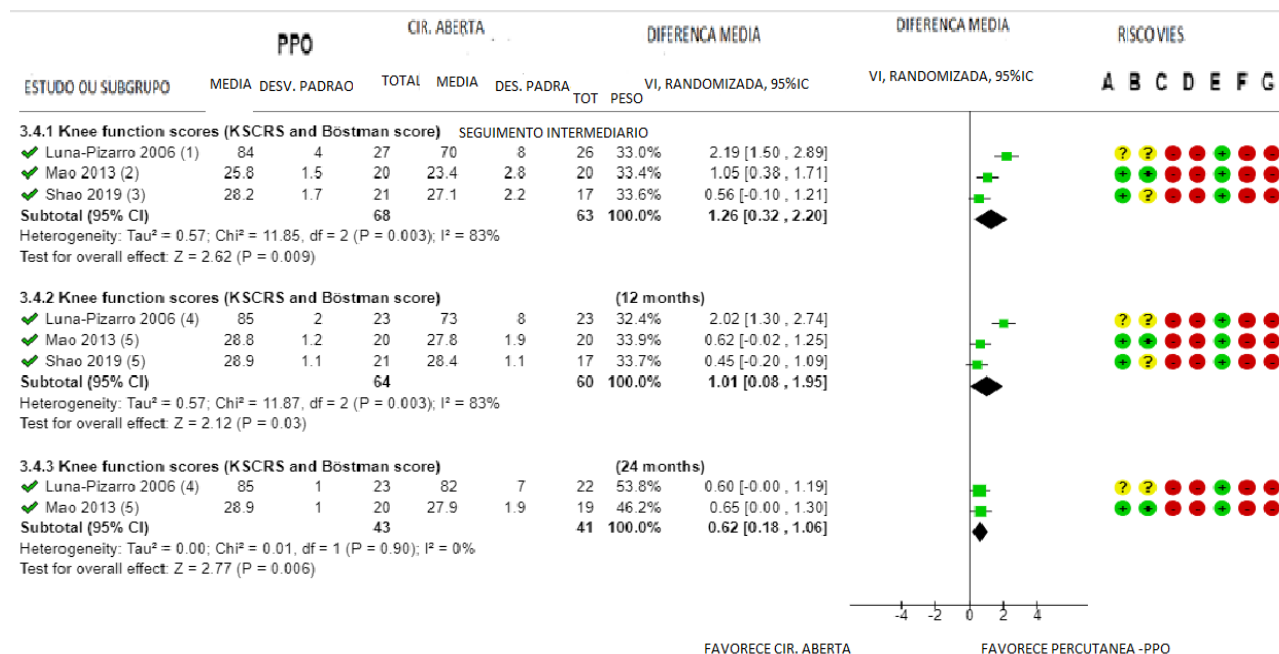 PPO CIR. ABERTA DIFERENCA MEDIA DIFERENCA MEDIA RISCO VIES
ESTUDO OU SUBGRUPO MEDIA DESV. PADRAO TOTAL MEDIA DES. PADRA TOT PESO VI, RANDOMIZADA, 95%IC VI, RANDOMIZADA, 95%IC A B C D E F G
3.4.1 Knee function scores (KSCRS and Böstman score) SEGUIMENTO INTERMEDIARIO
Luna-Pizarro 2006 (1) 84 4 27 70 8 26 33.0% 2.19 [1.50 , 2.89] ? ? - - + - -
Mao 2013 (2) 25.8 1.5 20 23.4 2.8 20 33.4% 1.05 [0.38 , 1.71] + + - - + - -
Shao 2019 (3) 28.2 1.7 21 27.1 2.2 17 33.6% 0.56 [-0.10 , 1.21] + ? - - + - -
Subtotal (95% CI) 68 63 100.0% 1.26 [0.32 , 2.20]
Heterogeneity: Tau² = 0.57; Chi² = 11.85, df = 2 (P = 0.003); I² = 83%
Test for overall effect: Z = 2.62 (P = 0.009)
3.4.2 Knee function scores (KSCRS and Böstman score) (12 months)
Luna-Pizarro 2006 (4) 85 2 23 73 8 23 32.4% 2.02 [1.30 , 2.74] ? ? - - + - -
Mao 2013 (5) 28.8 1.2 20 27.8 1.9 20 33.9% 0.62 [-0.02 , 1.25] + + - - + - -
Shao 2019 (5) 28.9 1.1 21 28.4 1.1 17 33.7% 0.45 [-0.20 , 1.09] + ? - - + - -
Subtotal (95% CI) 64 60 100.0% 1.01 [0.08 , 1.95]
Heterogeneity: Tau² = 0.57; Chi² = 11.87, df = 2 (P = 0.003); I² = 83%
Test for overall effect: Z = 2.12 (P = 0.03)
3.4.3 Knee function scores (KSCRS and Böstman score) (24 months)
Luna-Pizarro 2006 (4) 85 1 23 82 7 22 53.8% 0.60 [-0.00 , 1.19] ? ? - - + - -
Mao 2013 (5) 28.9 1 20 27.9 1.9 19 46.2% 0.65 [0.00 , 1.30] + + - - + - -
Subtotal (95% CI) 43 41 100.0% 0.62 [0.18 , 1.06]
Heterogeneity: Tau² = 0.00; Chi² = 0.01, df = 1 (P = 0.90); I² = 0%
Test for overall effect: Z = 2.77 (P = 0.006)
-4 -2 0 2 4
FAVORECE CIR. ABERTA FAVORECE PERCUTANEA -PPO